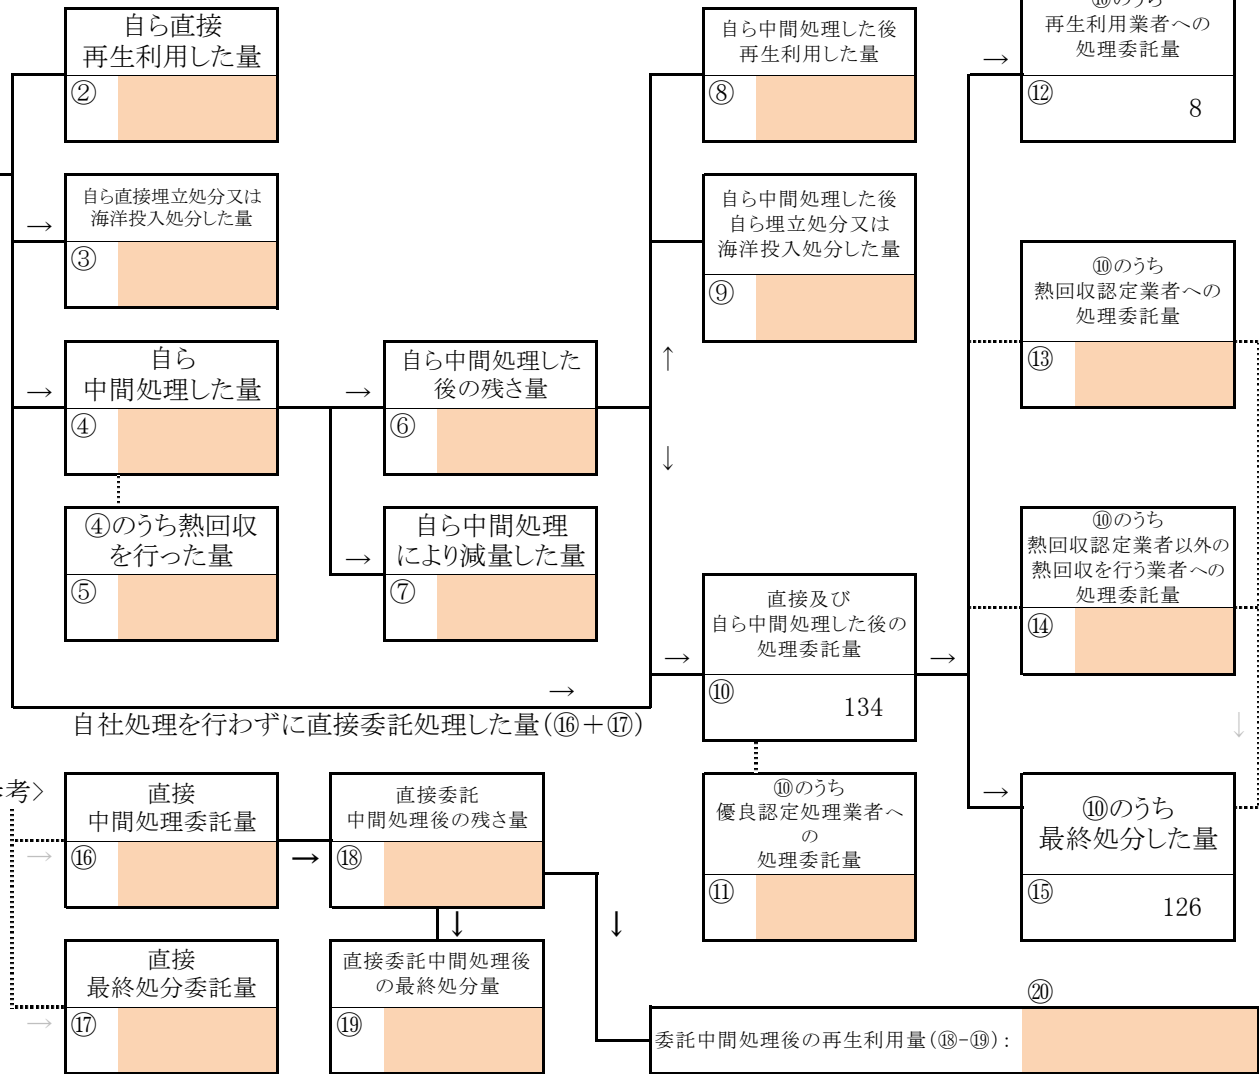 自ら直接
再生利用した量
②
自ら直接埋立処分又は
海洋投入処分した量
→
③
自ら
中間処理した量
→
④
④のうち熱回収
を行った量
⑤
自ら中間処理した
後の残さ量
→
⑥
自ら中間処理
により減量した量
→
⑦
自ら中間処理した後
再生利用した量
⑧
自ら中間処理した後
自ら埋立処分又は
海洋投入処分した量
⑨
↑
↓
直接及び
自ら中間処理した後の
処理委託量
→
→
⑩ 134
⑩のうち
優良認定処理業者へ
の
処理委託量
⑪
⑩のうち
再生利用業者への
処理委託量
→
⑫ 8
⑩のうち
熱回収認定業者への
処理委託量
⑬
⑩のうち
熱回収認定業者以外の
熱回収を行う業者への
処理委託量
⑭
↓
⑩のうち
最終処分した量
→
⑮ 126
→
自社処理を行わずに直接委託処理した量(⑯+⑰)
考>
直接
中間処理委託量
→
⑯
→
直接委託
中間処理後の残さ量
⑱
↓
↓
直接
最終処分委託量
→
⑰
直接委託中間処理後
の最終処分量
⑲
⑳
委託中間処理後の再生利用量(⑱-⑲):